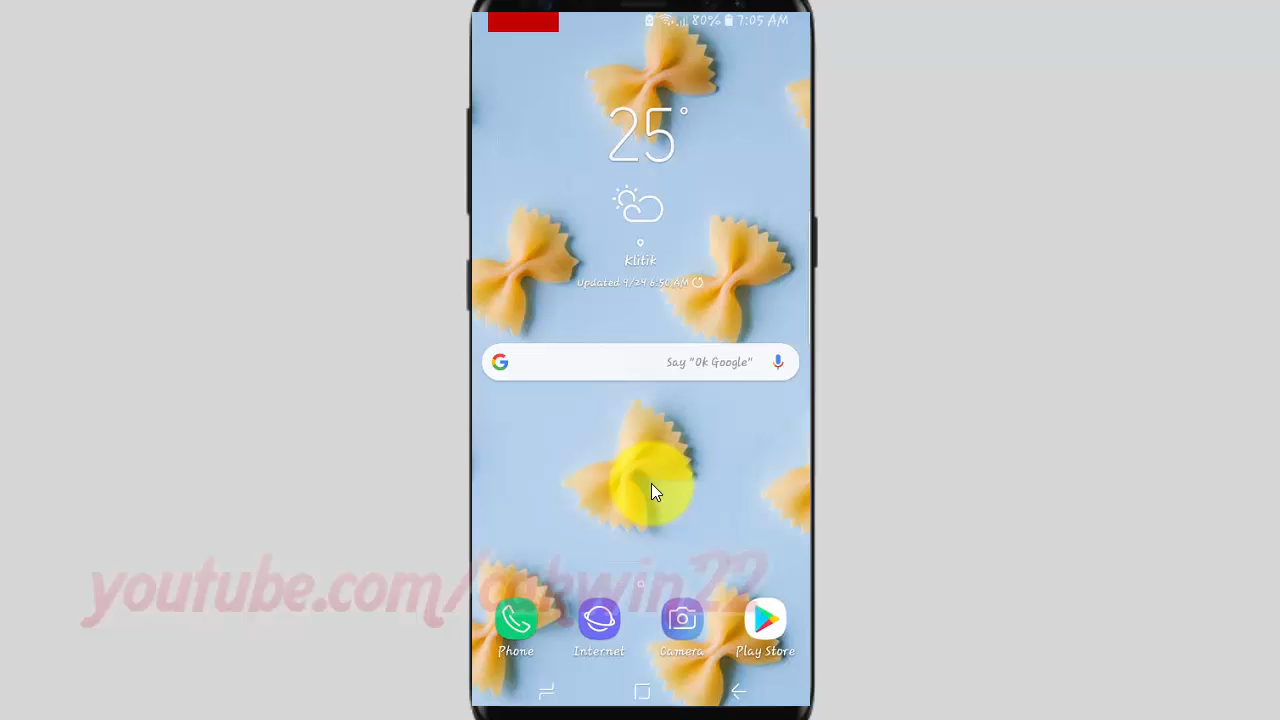 80% 7:05 AM
25°
Klitik
Updated 9/24 6:50 AM
Say "Ok Google"
youtube.com/
Phone
Internet
Camera
Play Store